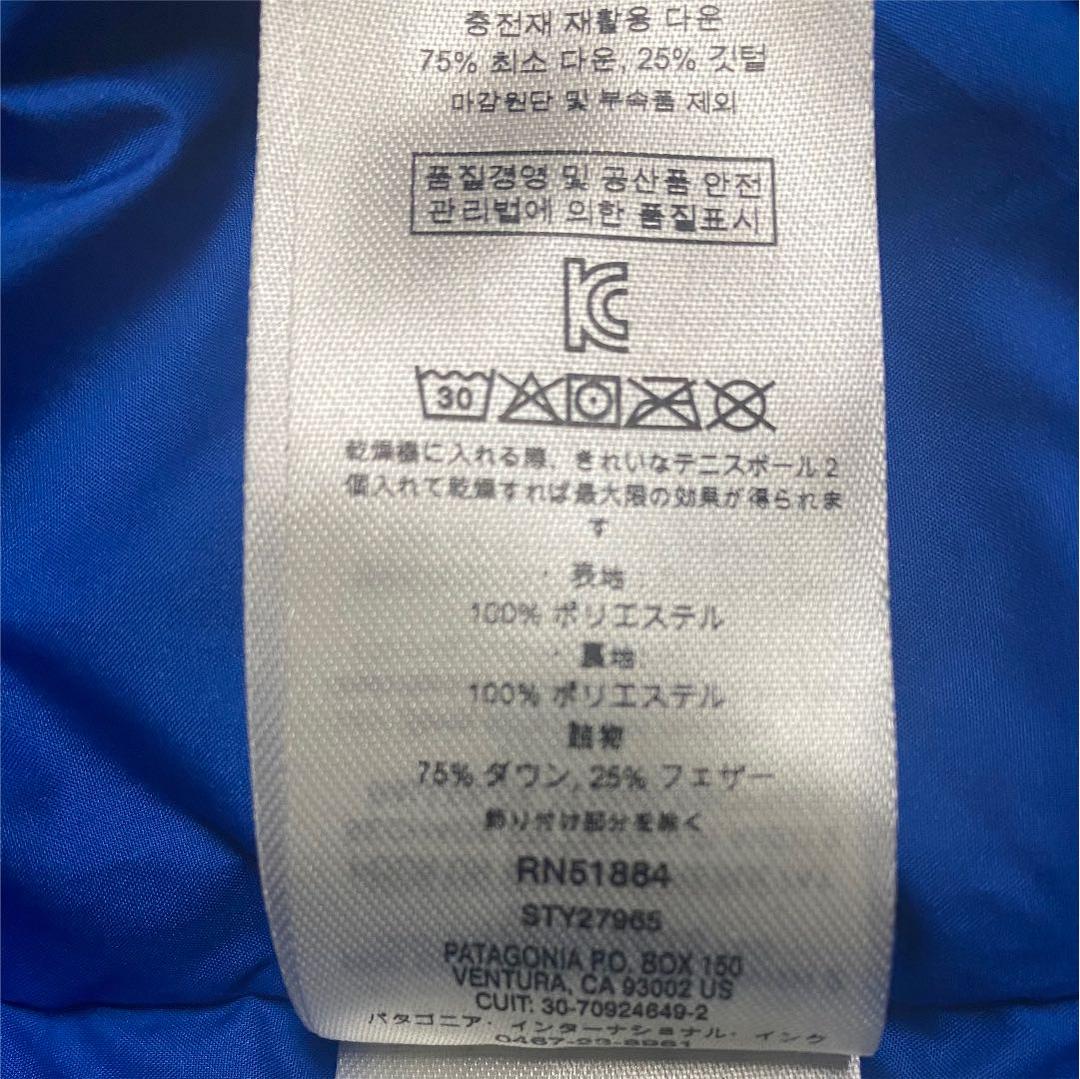 충전재 재활용 다운
75% 최소 다운, 25% 깃털
마감원단 및 부속품 제외
품질경영 및 공산품 안전
관리법에 의한 품질표시
KC
30
乾燥機に入れる際、きれいなテニスボール2
個入れて乾燥すれば最大限の効果が得られま
す
・表地
100% ポリエステル
・裏地
100% ポリエステル
詰物
75% ダウン, 25% フェザー
飾り付け部分を除く
RN51884
STY27965
PATAGONIA P.O. BOX 150
VENTURA, CA 93002 US
CUIT: 30-70924649-2
パタゴニア・インターナショナル・インク
0467-23-8961